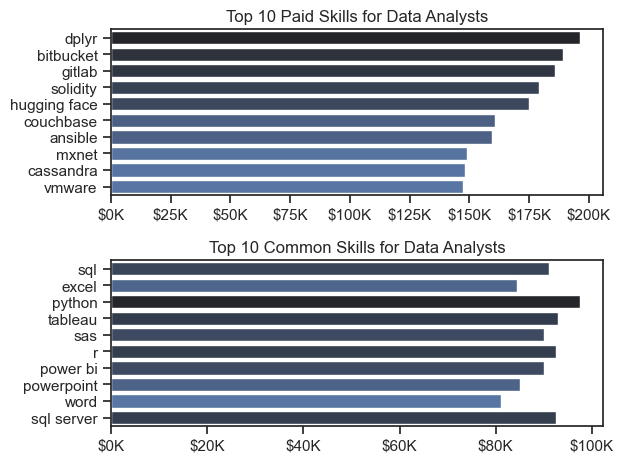 Top 10 Paid Skills for Data Analysts
dplyr
bitbucket
gitlab
solidity
hugging face
couchbase
ansible
mxnet
cassandra
vmware
$0K $25K $50K $75K $100K $125K $150K $175K $200K
Top 10 Common Skills for Data Analysts
sql
excel
python
tableau
sas
r
power bi
powerpoint
word
sql server
$0K $20K $40K $60K $80K $100K